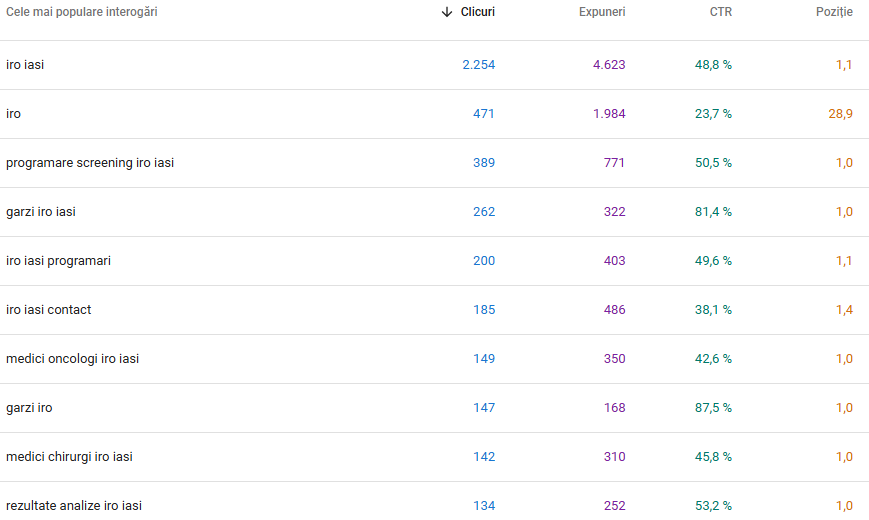 Cele mai populare interogări ↓ Clicuri Expuneri CTR Poziție
iro iasi 2.254 4.623 48,8 % 1,1
iro 471 1.984 23,7 % 28,9
programare screening iro iasi 389 771 50,5 % 1,0
garzi iro iasi 262 322 81,4 % 1,0
iro iasi programari 200 403 49,6 % 1,1
iro iasi contact 185 486 38,1 % 1,4
medici oncologi iro iasi 149 350 42,6 % 1,0
garzi iro 147 168 87,5 % 1,0
medici chirurgi iro iasi 142 310 45,8 % 1,0
rezultate analize iro iasi 134 252 53,2 % 1,0